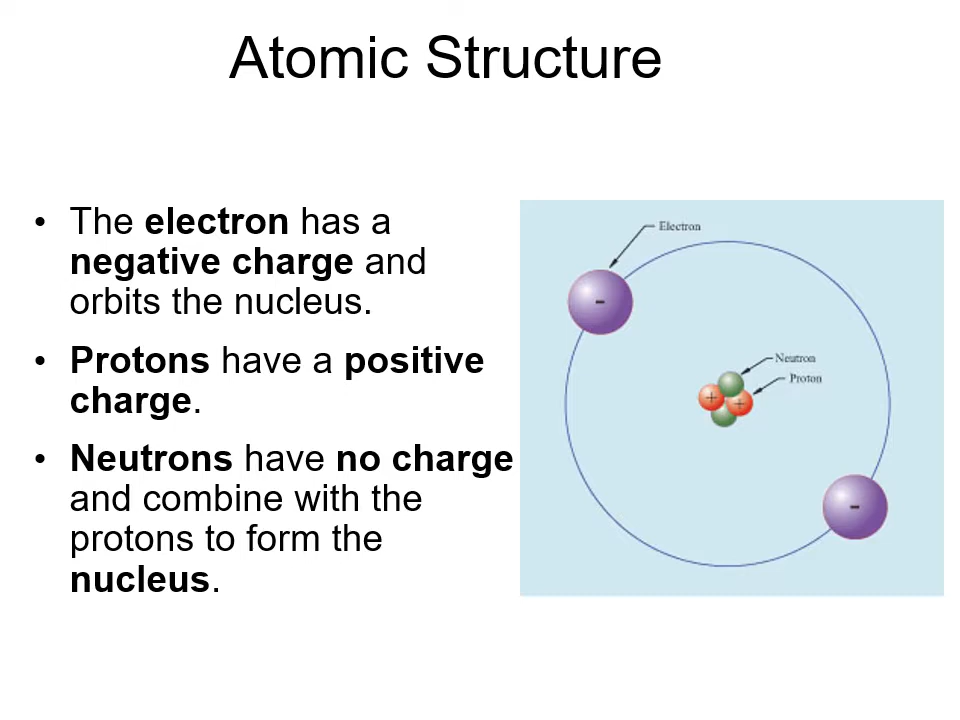 Atomic Structure
• The electron has a
negative charge and
orbits the nucleus.
• Protons have a positive
charge.
• Neutrons have no charge
and combine with the
protons to form the
nucleus.
Electron
-
Neutron
Proton
+
+
-